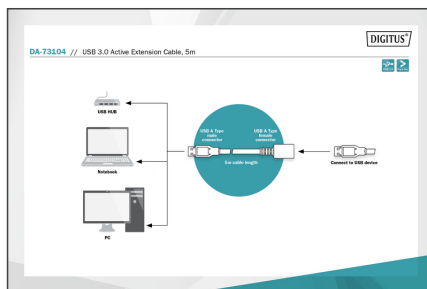 DIGITUS®
DA-73104 // USB 3.0 Active Extension Cable, 5m
USB HUB
USB A Type
male
connector
USB A Type
female
connector
5m cable length
Notebook
Connect to USB device
PC